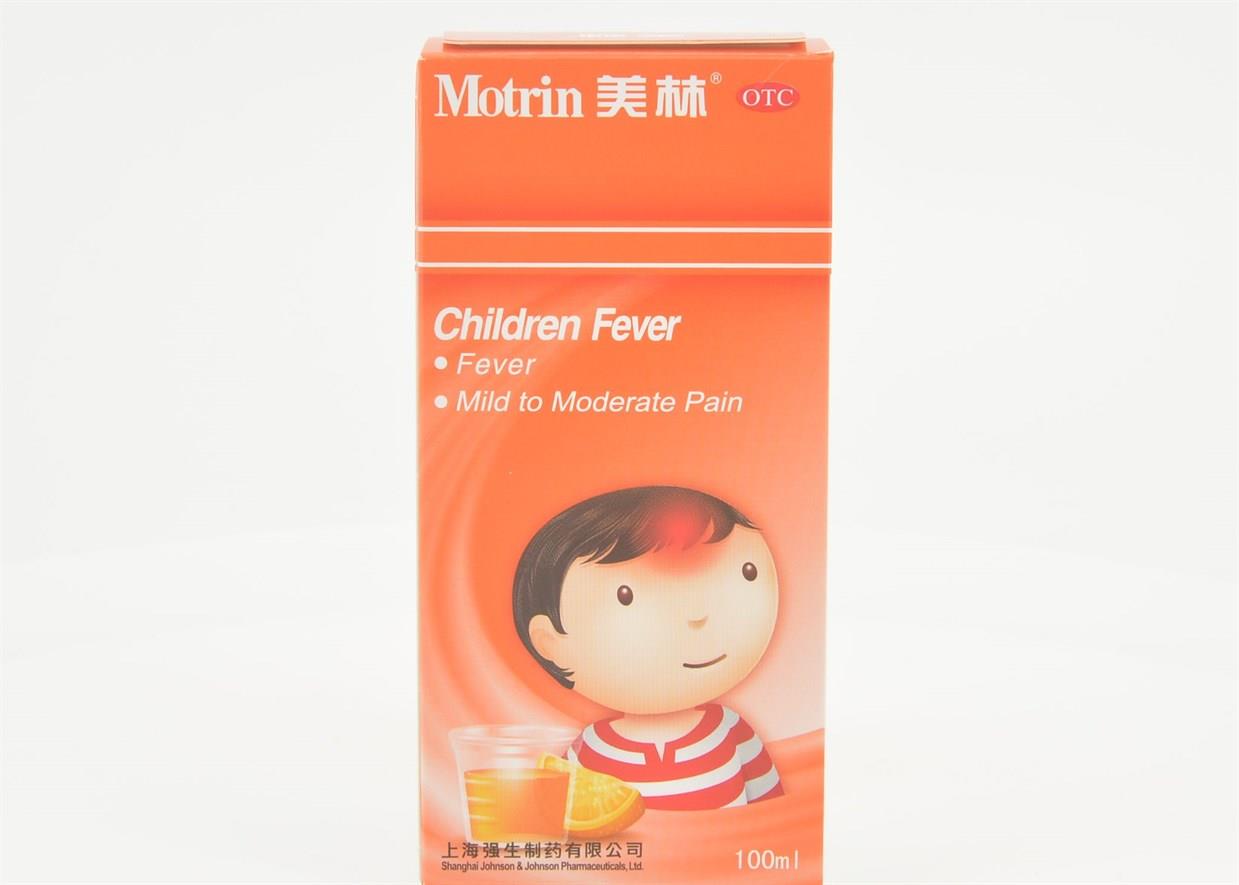 Motrin 美林® OTC
Children Fever
• Fever
• Mild to Moderate Pain
上海强生制药有限公司
Shanghai Johnson & Johnson Pharmaceuticals, Ltd.
100ml